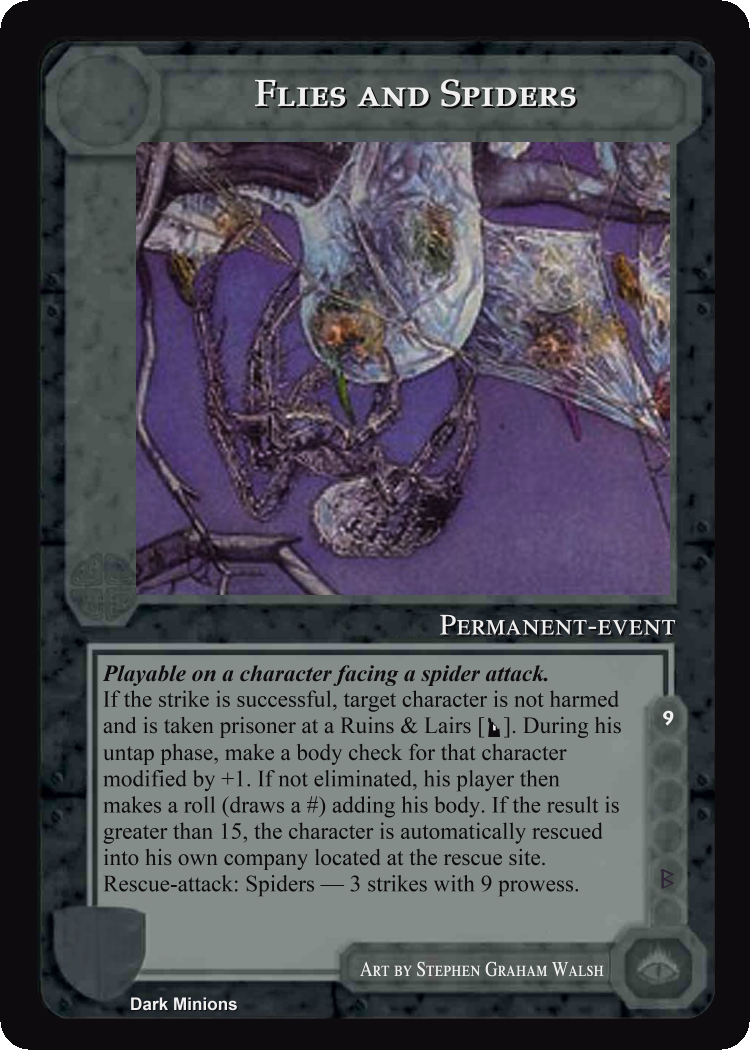 Flies and Spiders
Permanent-event
Playable on a character facing a spider attack.
If the strike is successful, target character is not harmed
and is taken prisoner at a Ruins & Lairs [ ]. During his
untap phase, make a body check for that character
modified by +1. If not eliminated, his player then
makes a roll (draws a #) adding his body. If the result is
greater than 15, the character is automatically rescued
into his own company located at the rescue site.
Rescue-attack: Spiders — 3 strikes with 9 prowess.
9
ᛒ
Art by Stephen Graham Walsh
Dark Minions